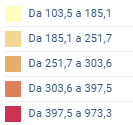 Da 103,5 a 185,1
Da 185,1 a 251,7
Da 251,7 a 303,6
Da 303,6 a 397,5
Da 397,5 a 973,3